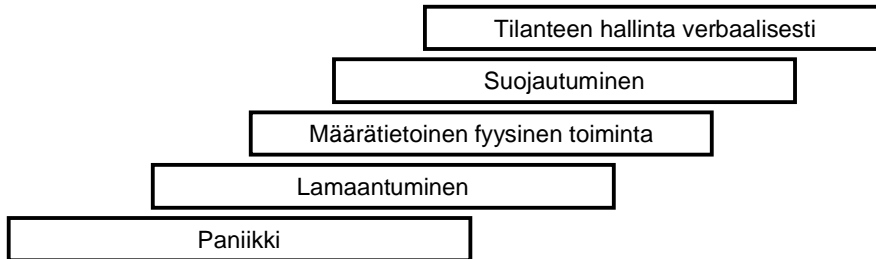 Tilanteen hallinta verbaalisesti
Suojautuminen
Määrätietoinen fyysinen toiminta
Lamaantuminen
Paniikki